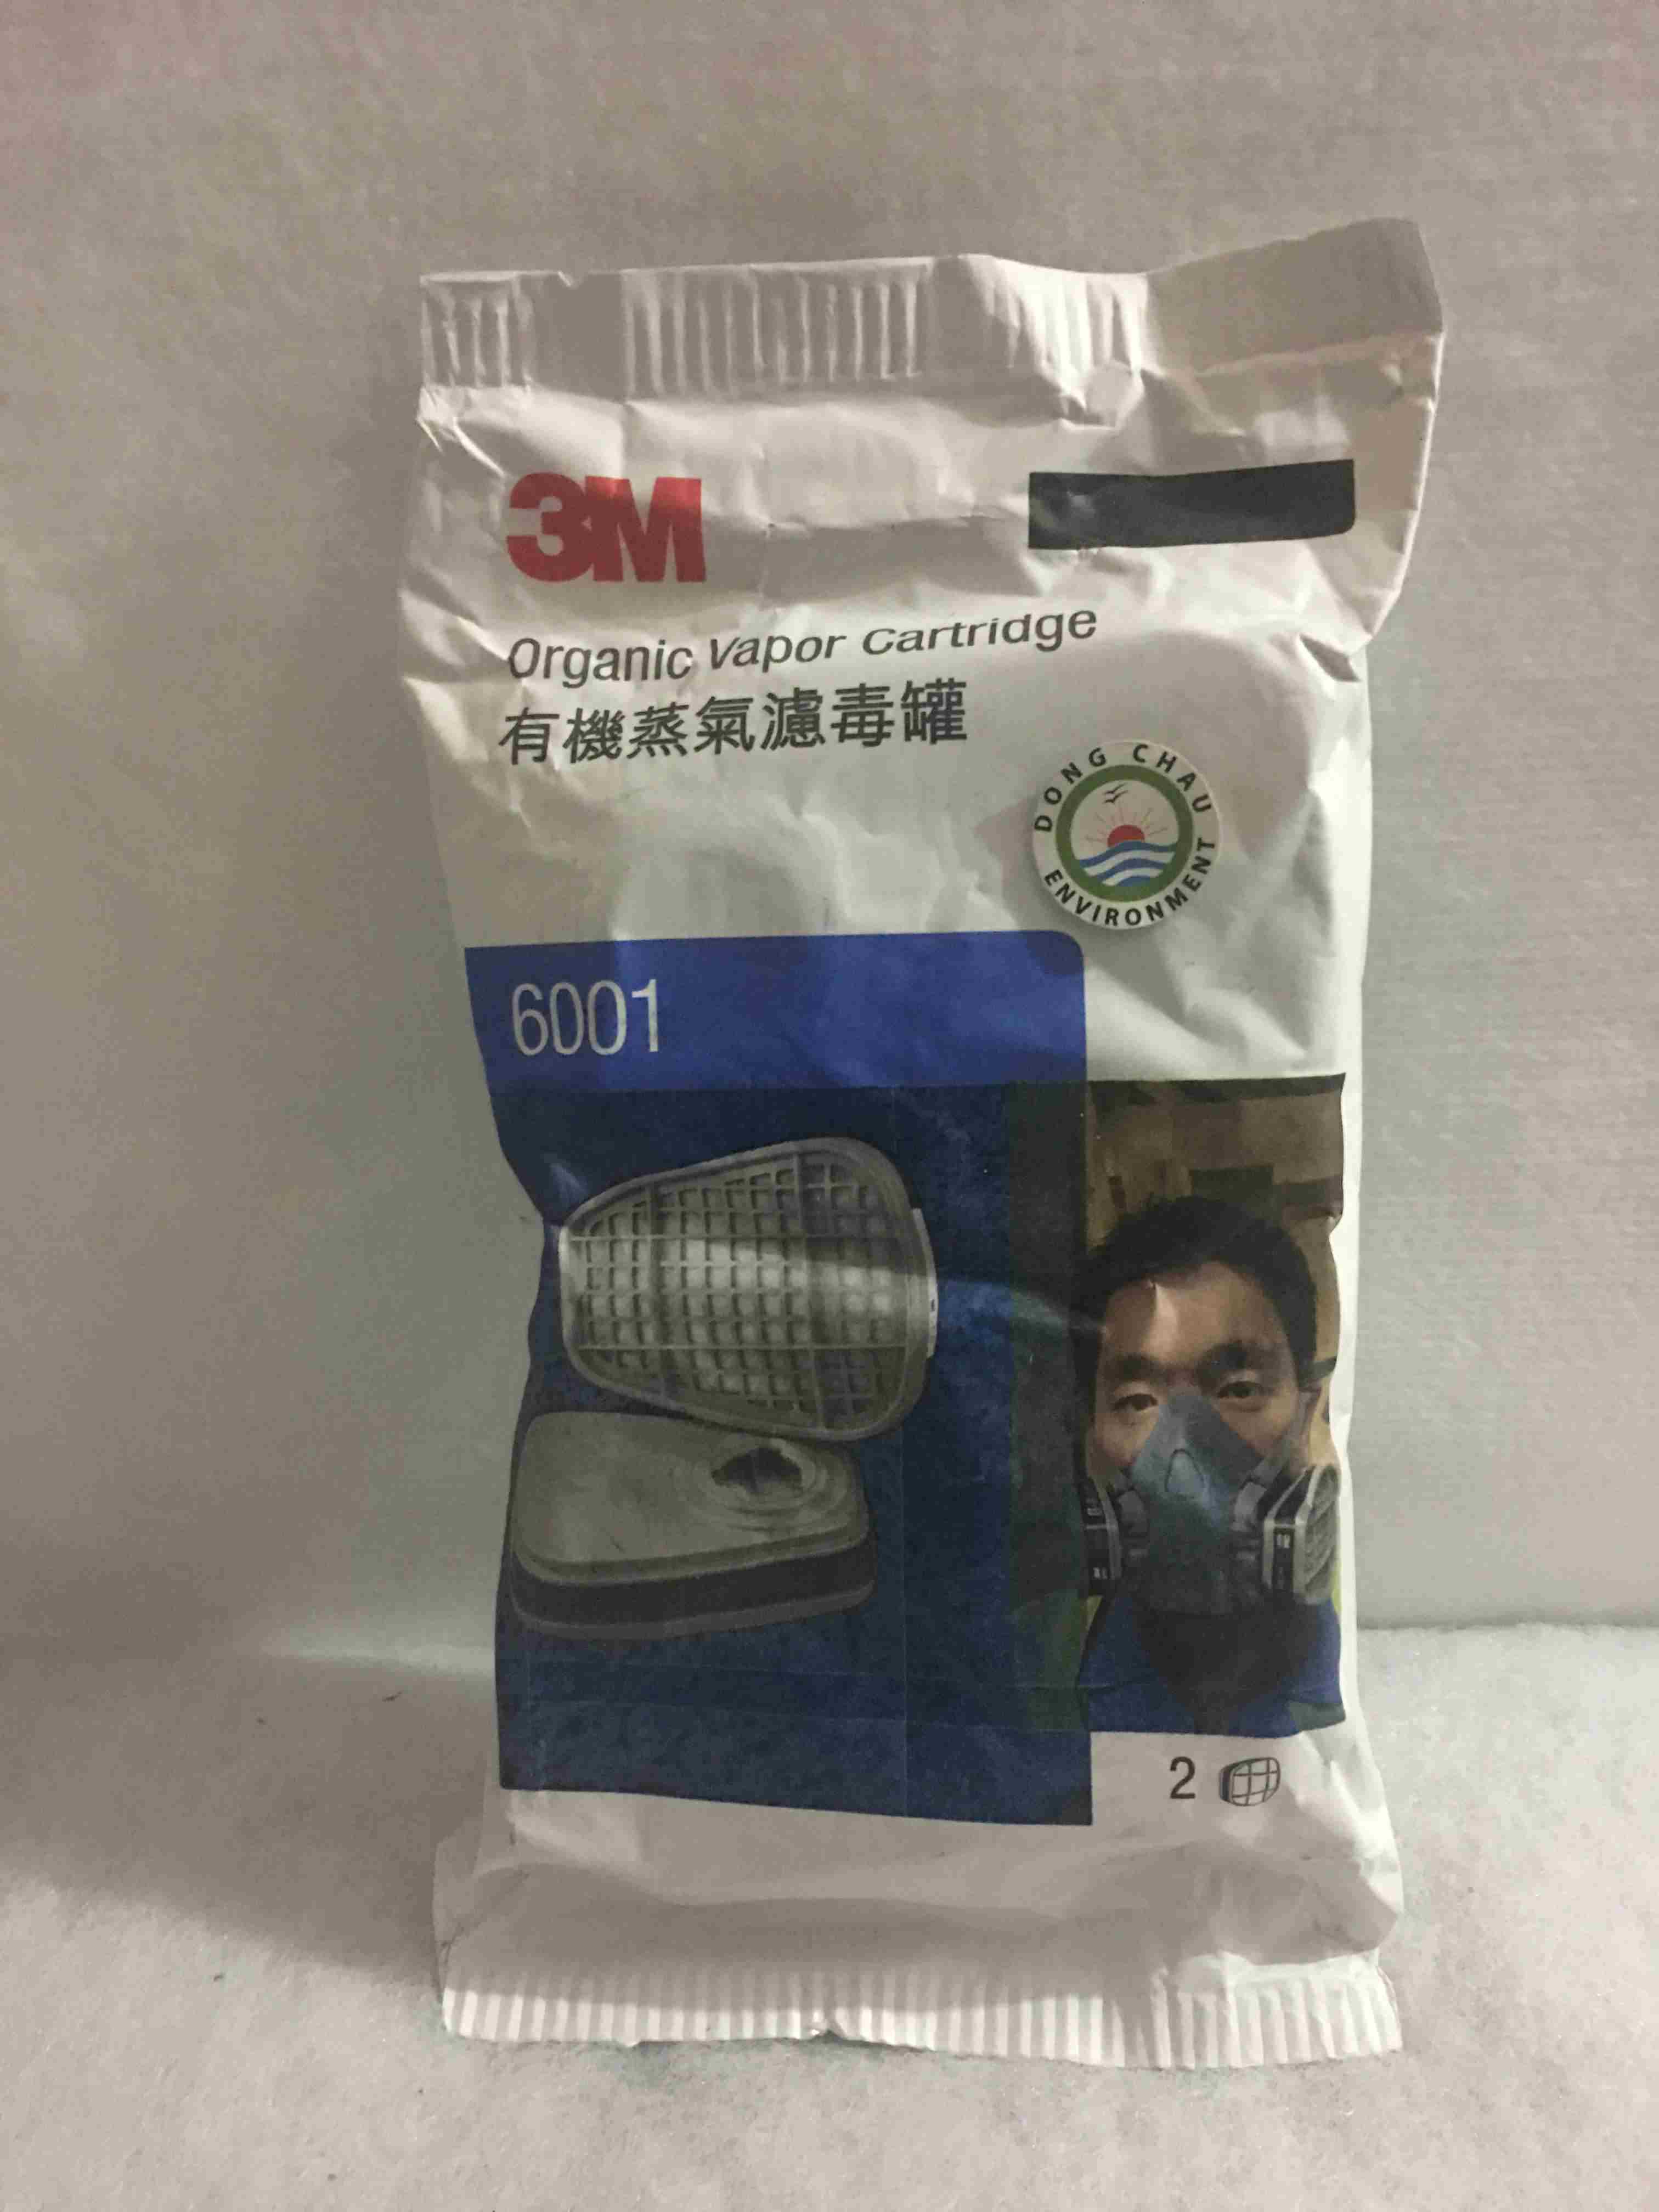 3M
Organic Vapor Cartridge
有機蒸氣濾毒罐
DONG CHAU
ENVIRONMENT
6001
2